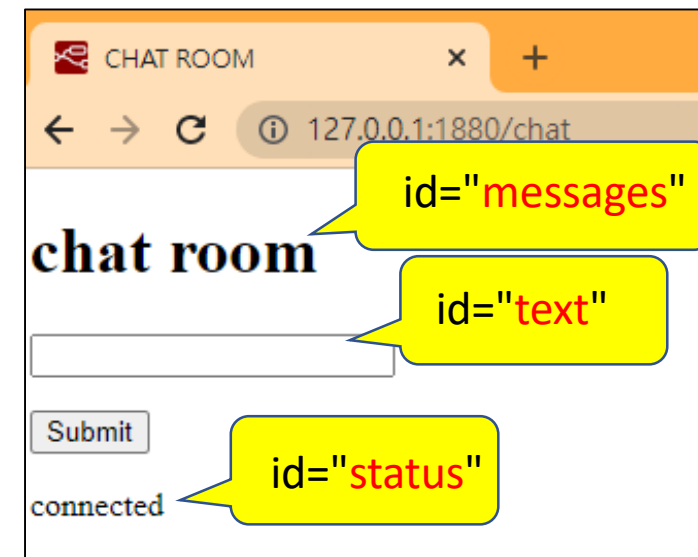 CHAT ROOM
127.0.0.1:1880/chat
id="messages"
chat room
id="text"
Submit
id="status"
connected